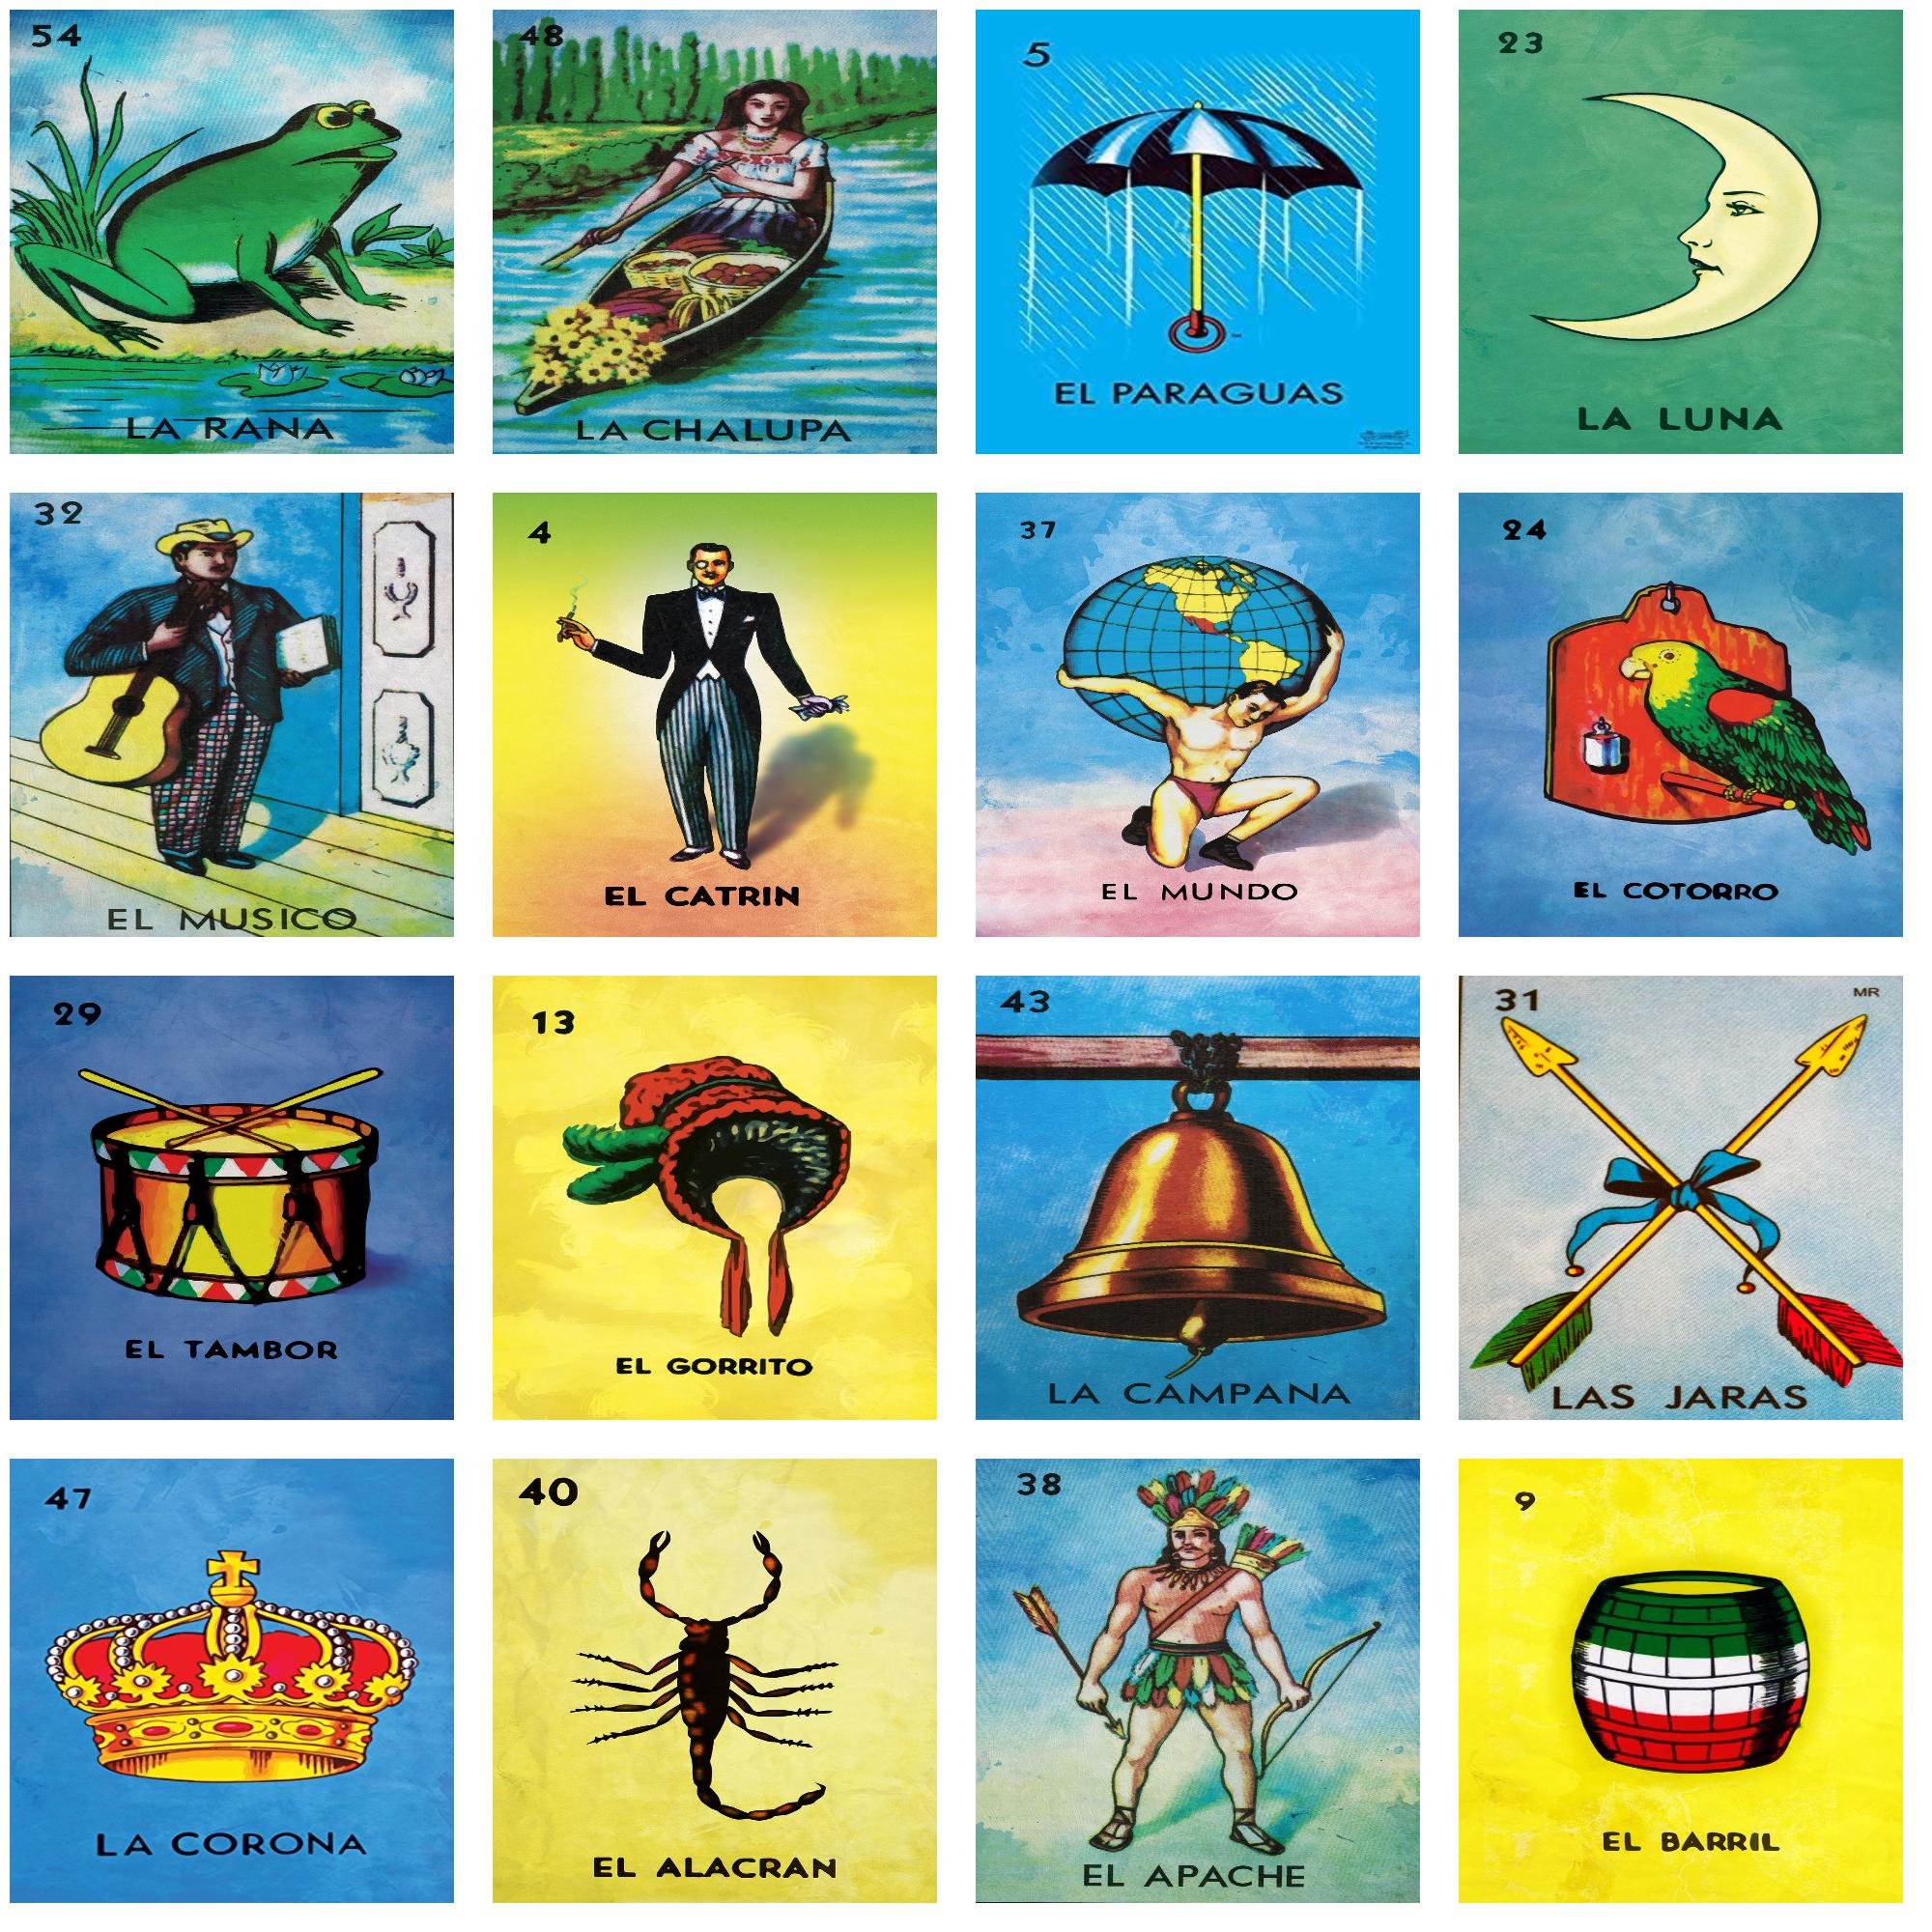 54
LA RANA
48
LA CHALUPA
5
EL PARAGUAS
23
LA LUNA
32
EL MUSICO
4
EL CATRIN
37
EL MUNDO
24
EL COTORRO
29
EL TAMBOR
13
EL GORRITO
43
LA CAMPANA
31
MR
LAS JARAS
47
LA CORONA
40
EL ALACRAN
38
EL APACHE
9
EL BARRIL